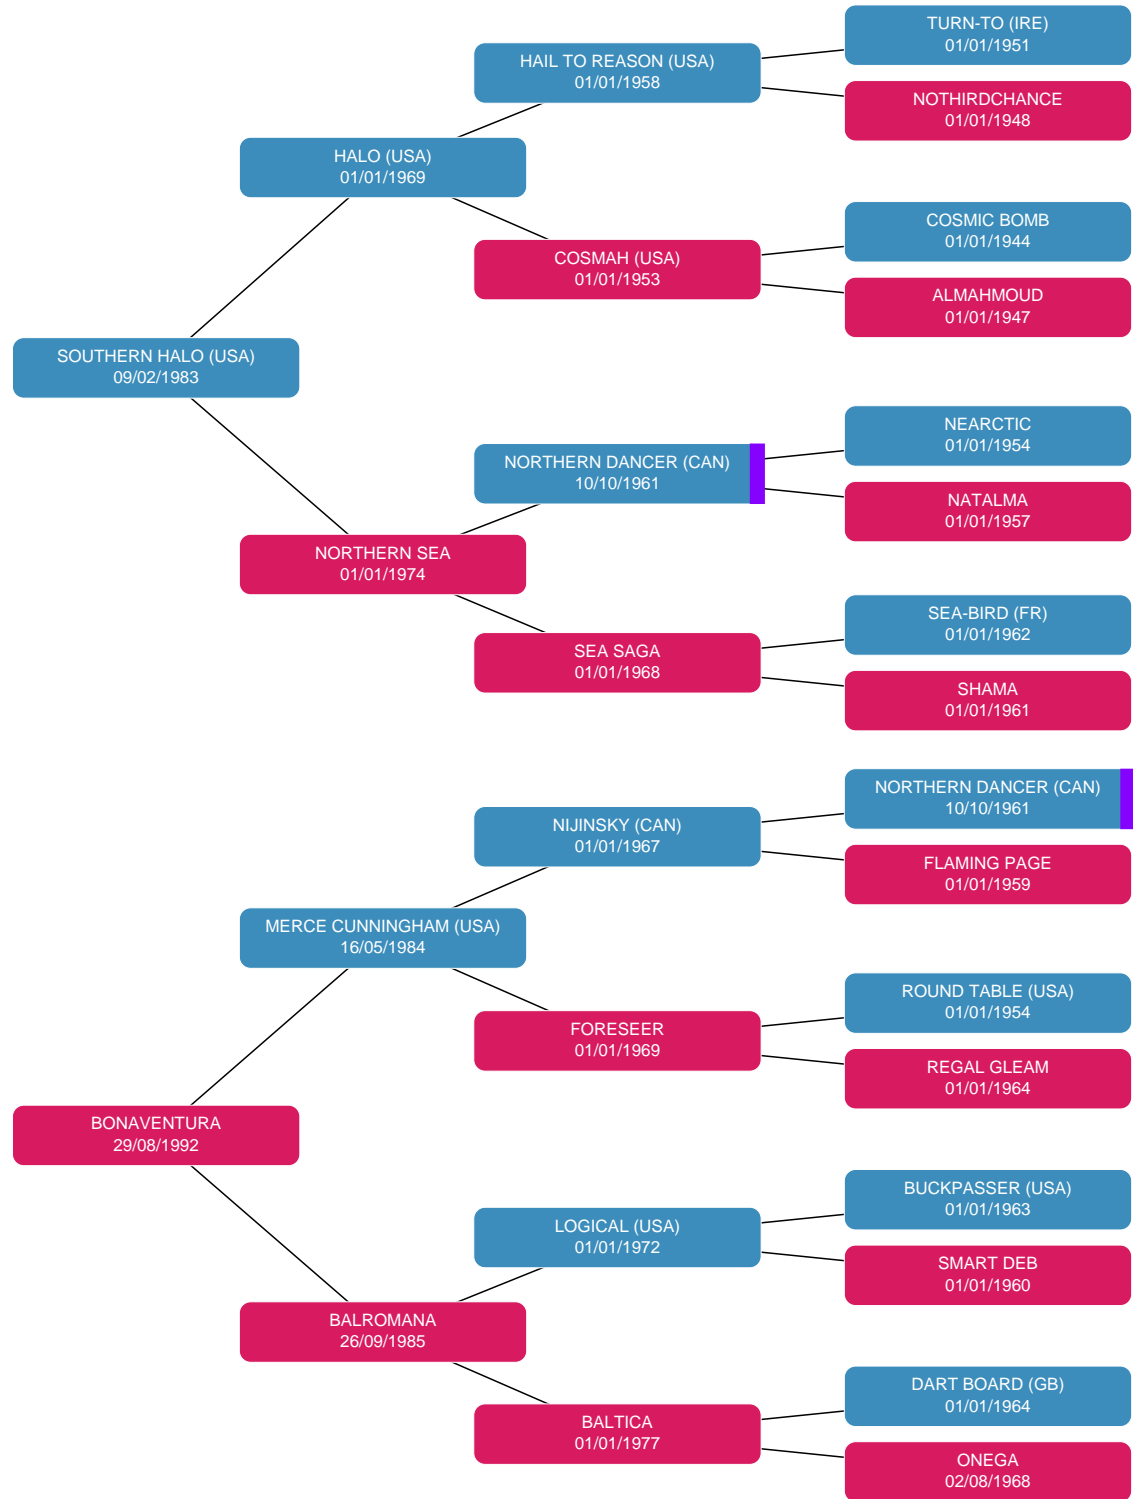 TURN-TO (IRE)
01/01/1951
HAIL TO REASON (USA)
01/01/1958
NOTHIRDCHANCE
01/01/1948
HALO (USA)
01/01/1969
COSMIC BOMB
01/01/1944
COSMAH (USA)
01/01/1953
ALMAHMOUD
01/01/1947
SOUTHERN HALO (USA)
09/02/1983
NEARCTIC
01/01/1954
NORTHERN DANCER (CAN)
10/10/1961
NATALMA
01/01/1957
NORTHERN SEA
01/01/1974
SEA-BIRD (FR)
01/01/1962
SEA SAGA
01/01/1968
SHAMA
01/01/1961
NORTHERN DANCER (CAN)
10/10/1961
NIJINSKY (CAN)
01/01/1967
FLAMING PAGE
01/01/1959
MERCE CUNNINGHAM (USA)
16/05/1984
ROUND TABLE (USA)
01/01/1954
FORESEER
01/01/1969
REGAL GLEAM
01/01/1964
BONAVENTURA
29/08/1992
BUCKPASSER (USA)
01/01/1963
LOGICAL (USA)
01/01/1972
SMART DEB
01/01/1960
BALROMANA
26/09/1985
DART BOARD (GB)
01/01/1964
BALTICA
01/01/1977
ONEGA
02/08/1968